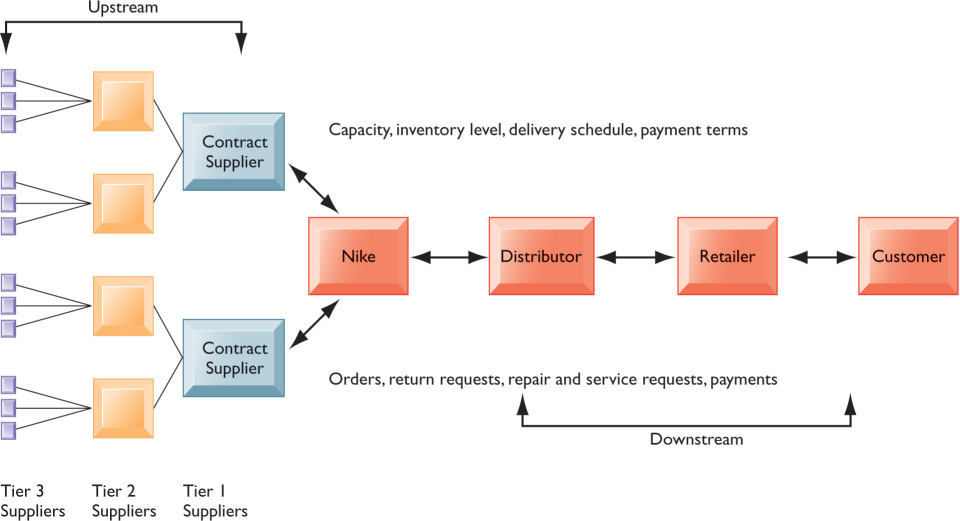 Upstream
Capacity, inventory level, delivery schedule, payment terms
Contract
Supplier
Nike
Distributor
Retailer
Customer
Contract
Supplier
Orders, return requests, repair and service requests, payments
Downstream
Tier 3
Suppliers
Tier 2
Suppliers
Tier 1
Suppliers